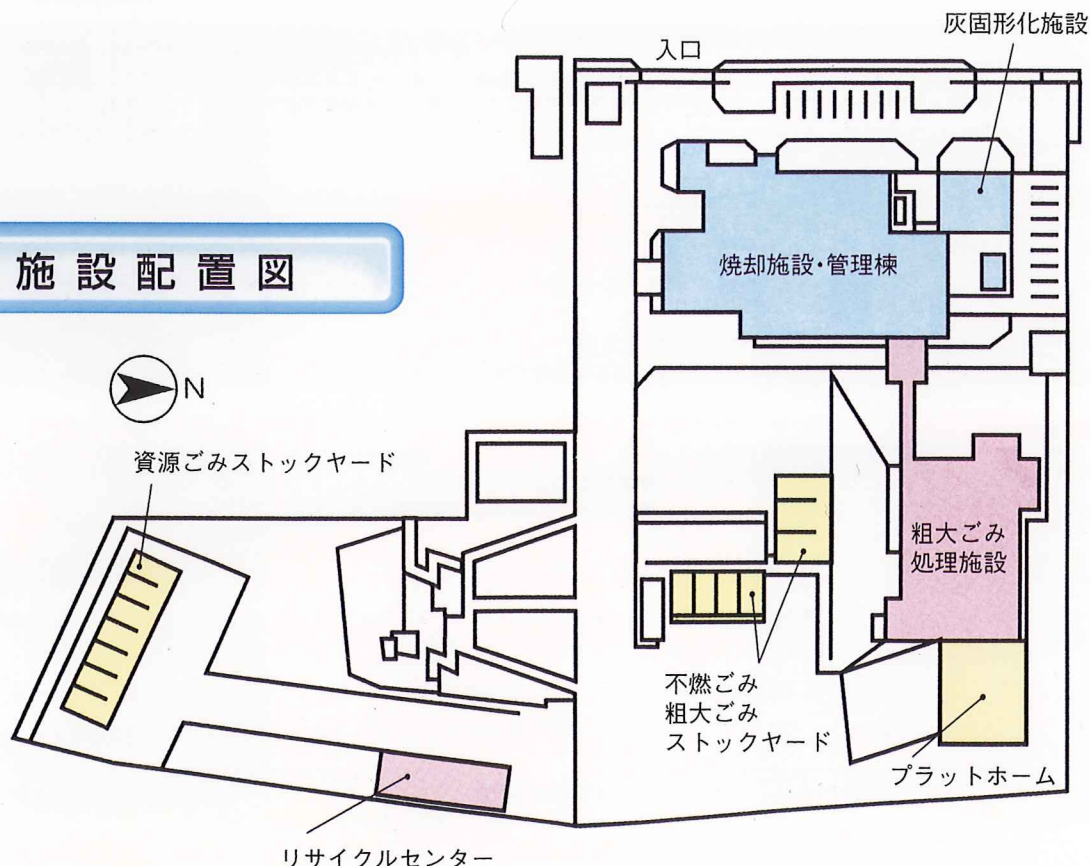 灰固形化施設
入口
施設配置図
焼却施設・管理棟
N
資源ごみストックヤード
粗大ごみ
処理施設
不燃ごみ
粗大ごみ
ストックヤード
プラットホーム
リサイクルセンター